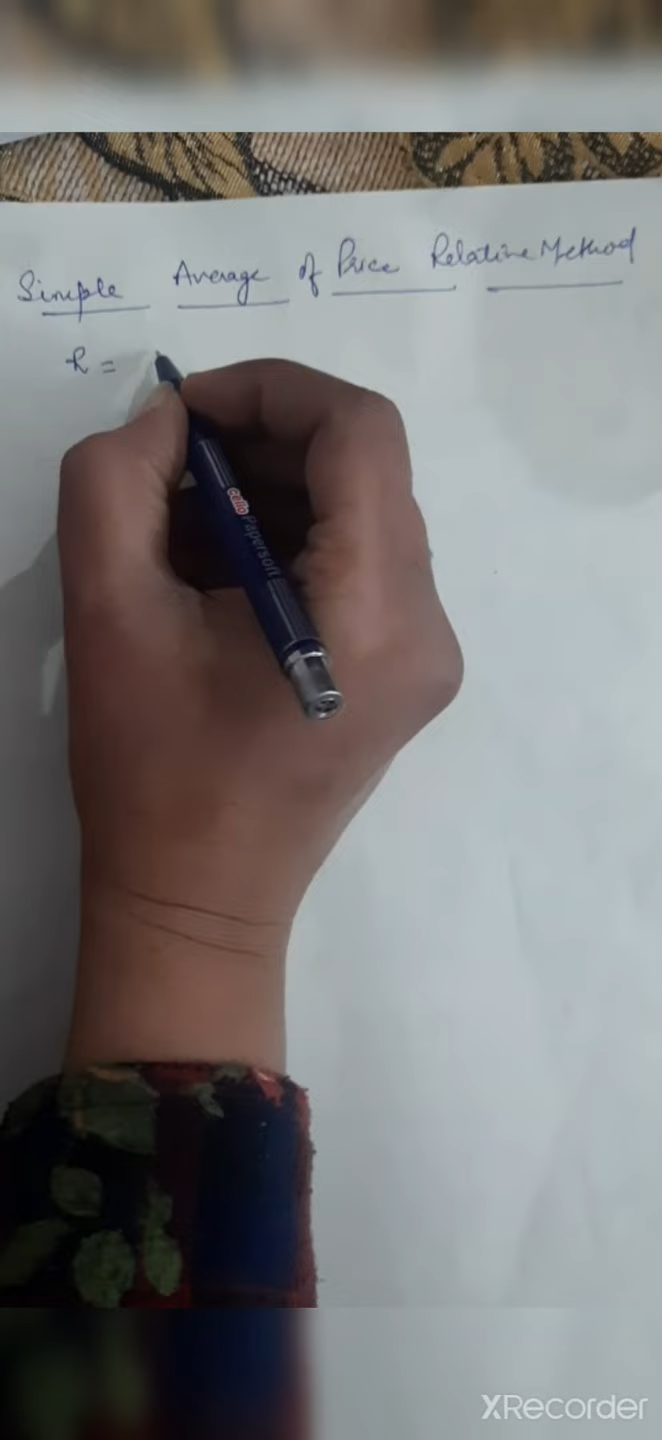 Simple Average of Price Relative Method
R =
cello Papersoft
XRecorder